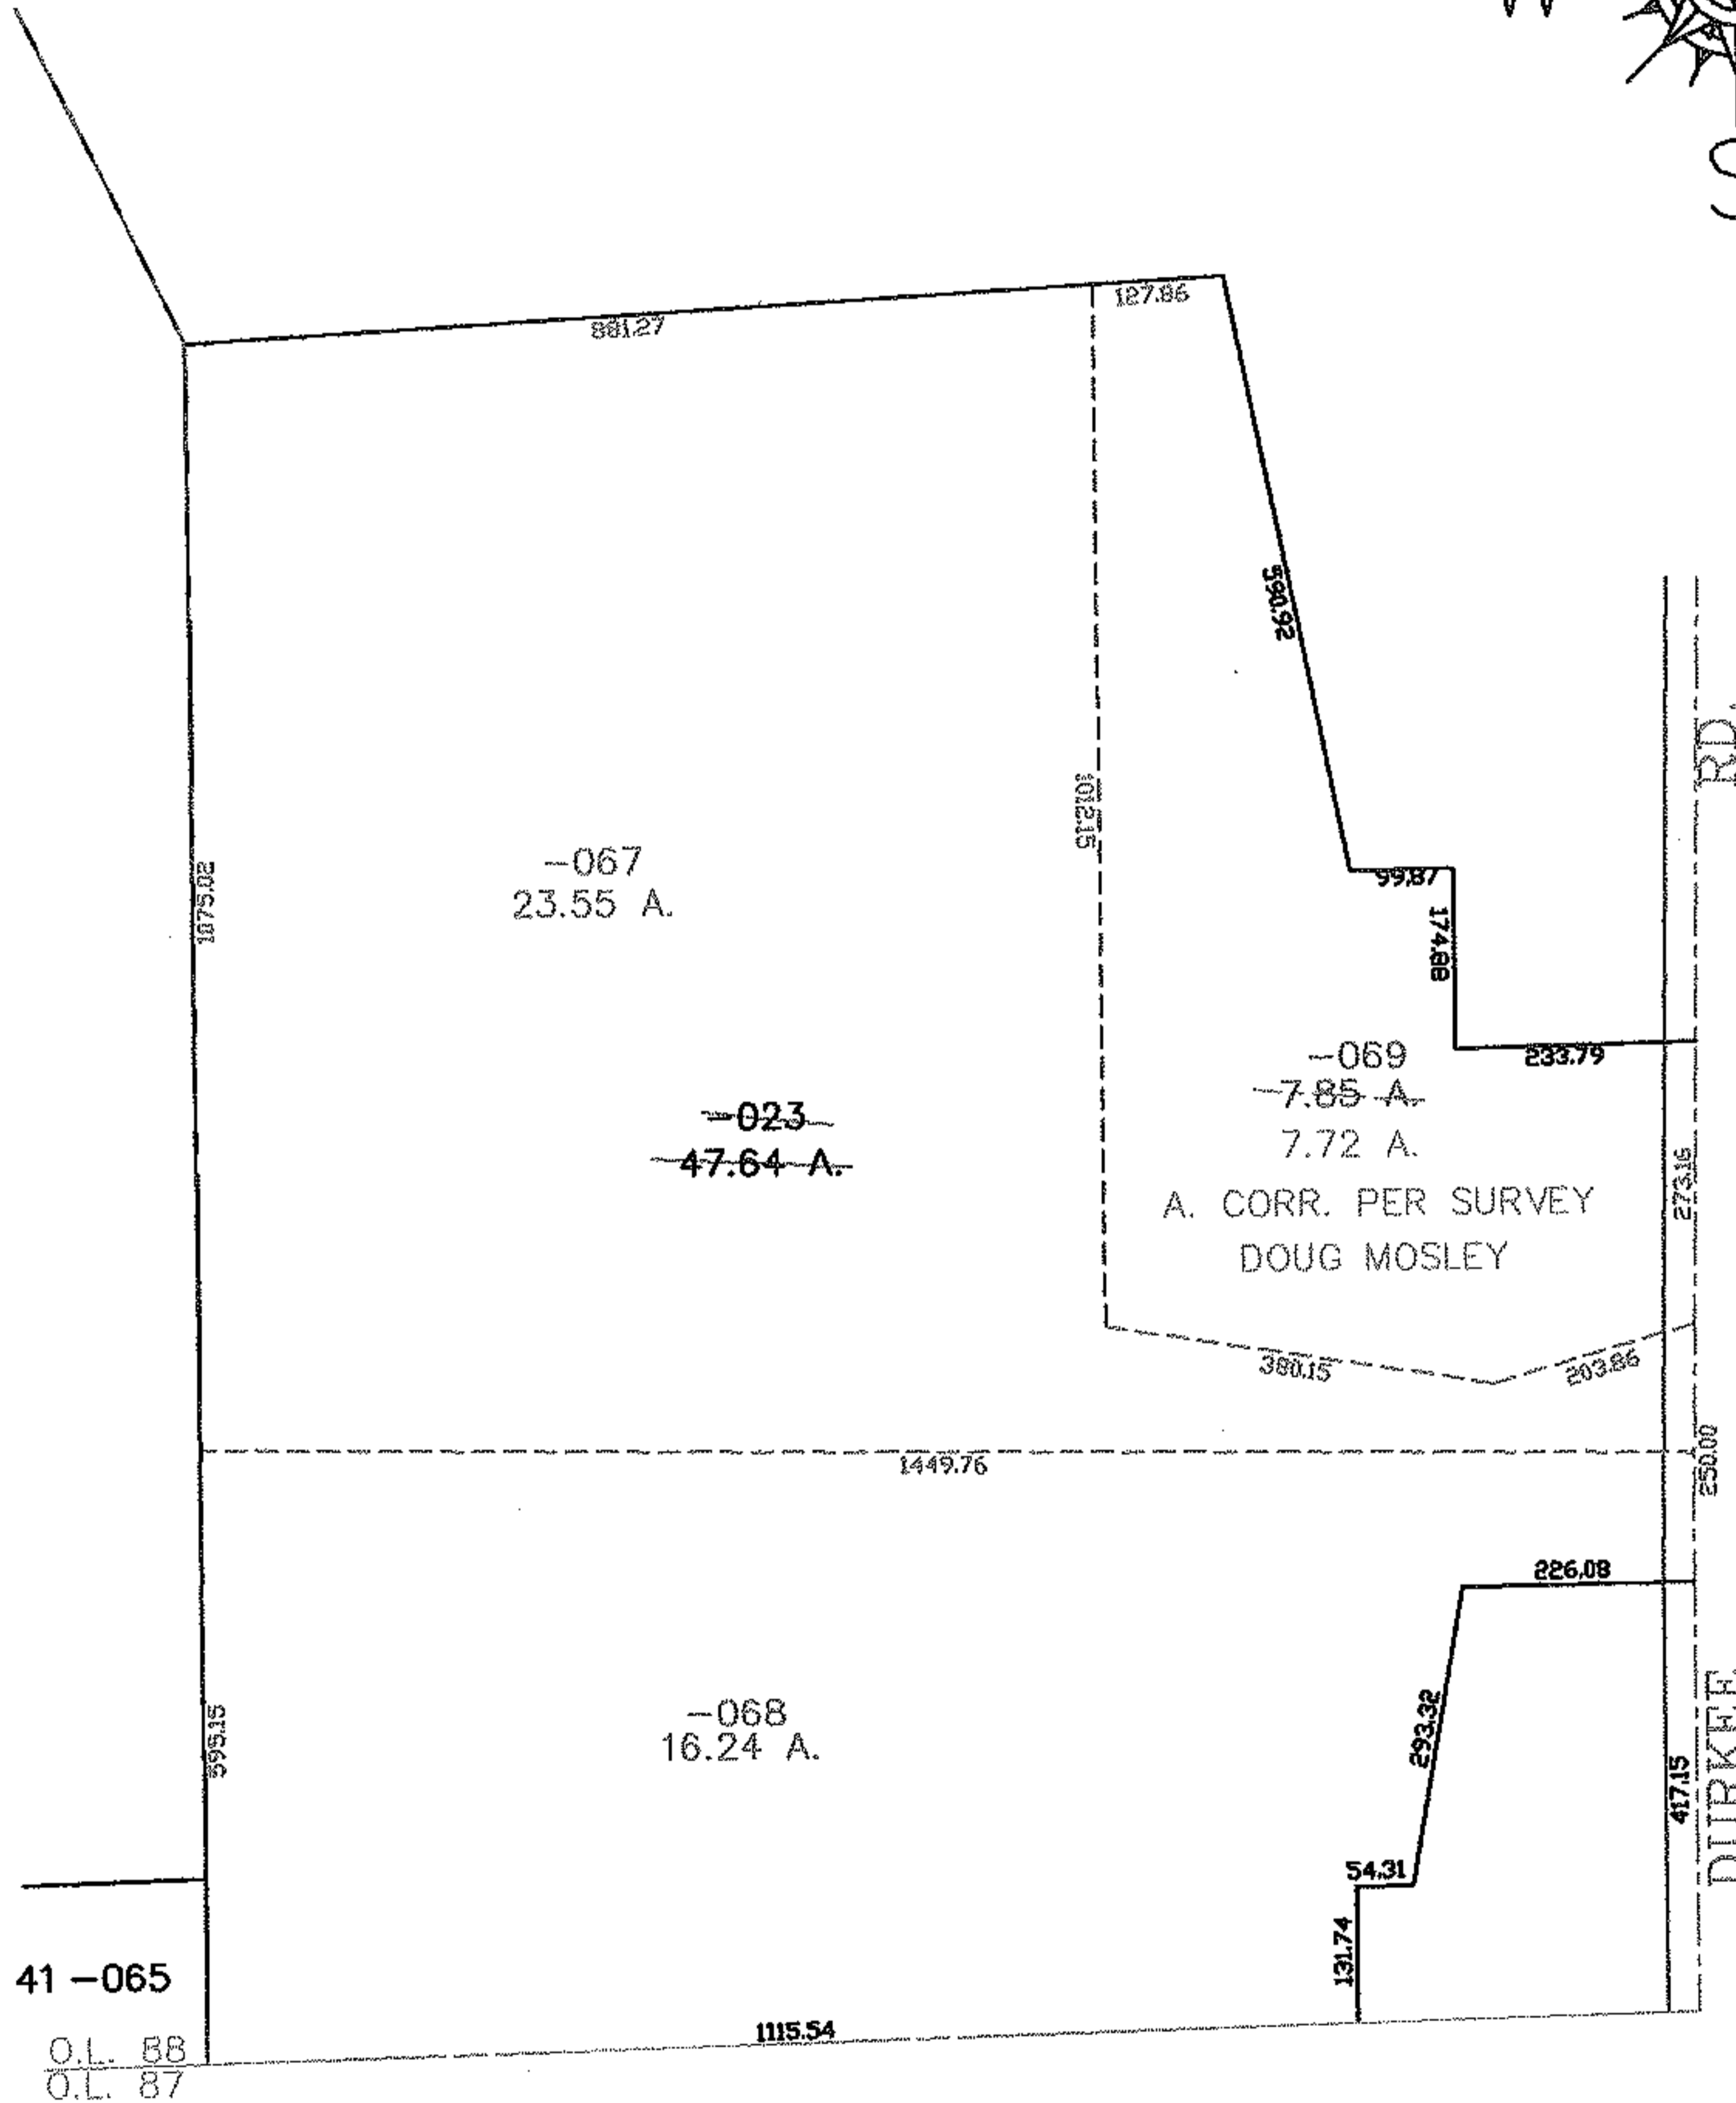 W
S
127.86
881.27
590.92
RD.
1012.15
-067
23.55 A.
1075.02
99.87
174.88
-069
233.79
-7.85 A.
-023
47.64 A.
7.72 A.
273.16
A. CORR. PER SURVEY
DOUG MOSLEY
380.15
203.86
1449.76
250.00
226.08
-068
16.24 A.
595.15
293.32
417.15
DURKEE
54.31
131.74
41 -065
1115.54
O.L. 88
O.L. 87